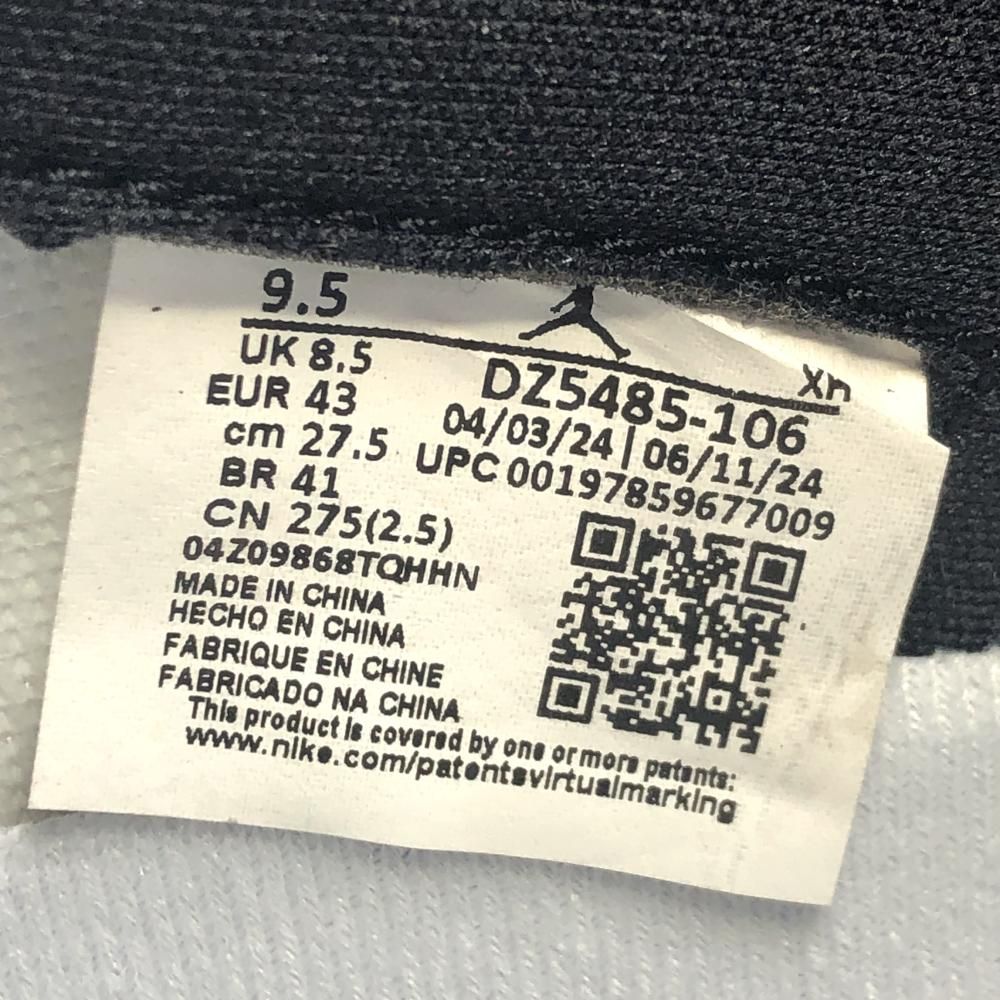 9.5
XH
UK 8.5
EUR 43
cm 27.5
BR 41
CN 275(2.5)
04Z09868TQHHN
DZ5485-106
04/03/24 | 06/11/24
UPC 00197859677009
MADE IN CHINA
HECHO EN CHINA
FABRIQUE EN CHINE
FABRICADO NA CHINA
This product is covered by one or more patents:
www.nike.com/patentsvirtualmarking